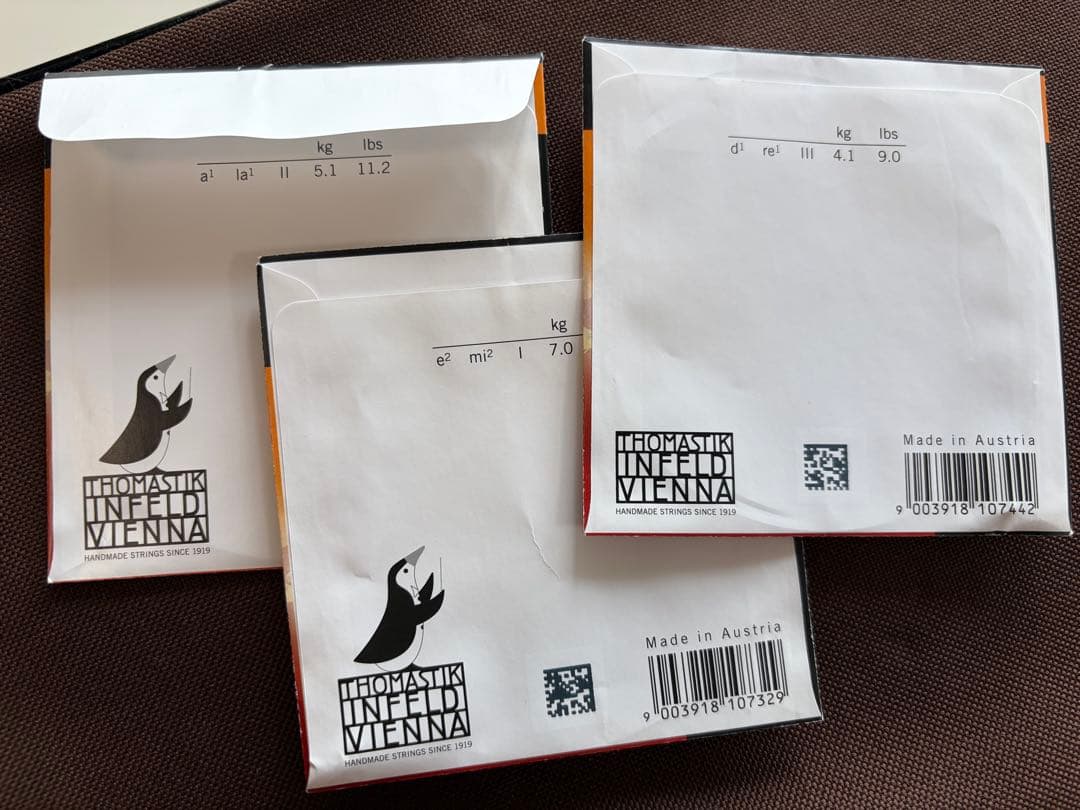 kg lbs
a¹ la¹ II 5.1 11.2
THOMASTIK
INFELD
VIENNA
HANDMADE STRINGS SINCE 1919
kg
e² mi² I 7.0
THOMASTIK
INFELD
VIENNA
HANDMADE STRINGS SINCE 1919
Made in Austria
9 003918 107329
kg lbs
d¹ re¹ III 4.1 9.0
THOMASTIK
INFELD
VIENNA
HANDMADE STRINGS SINCE 1919
Made in Austria
9 003918 107442